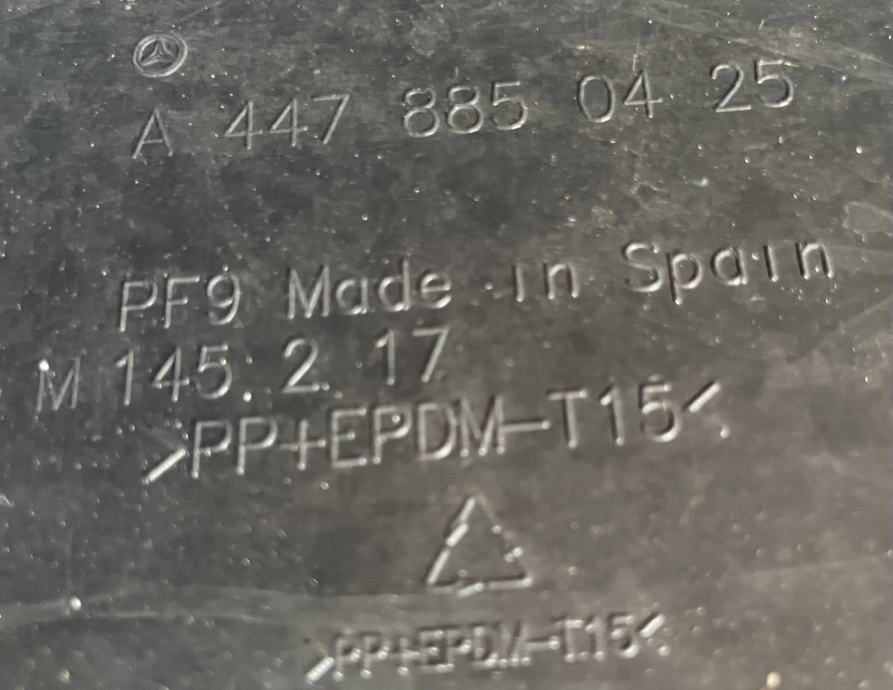 A 447 885 04 25
PF9 Made in Spain
M 145.2.17
>PP+EPDM-T15<
>PP+EPDM-T15<